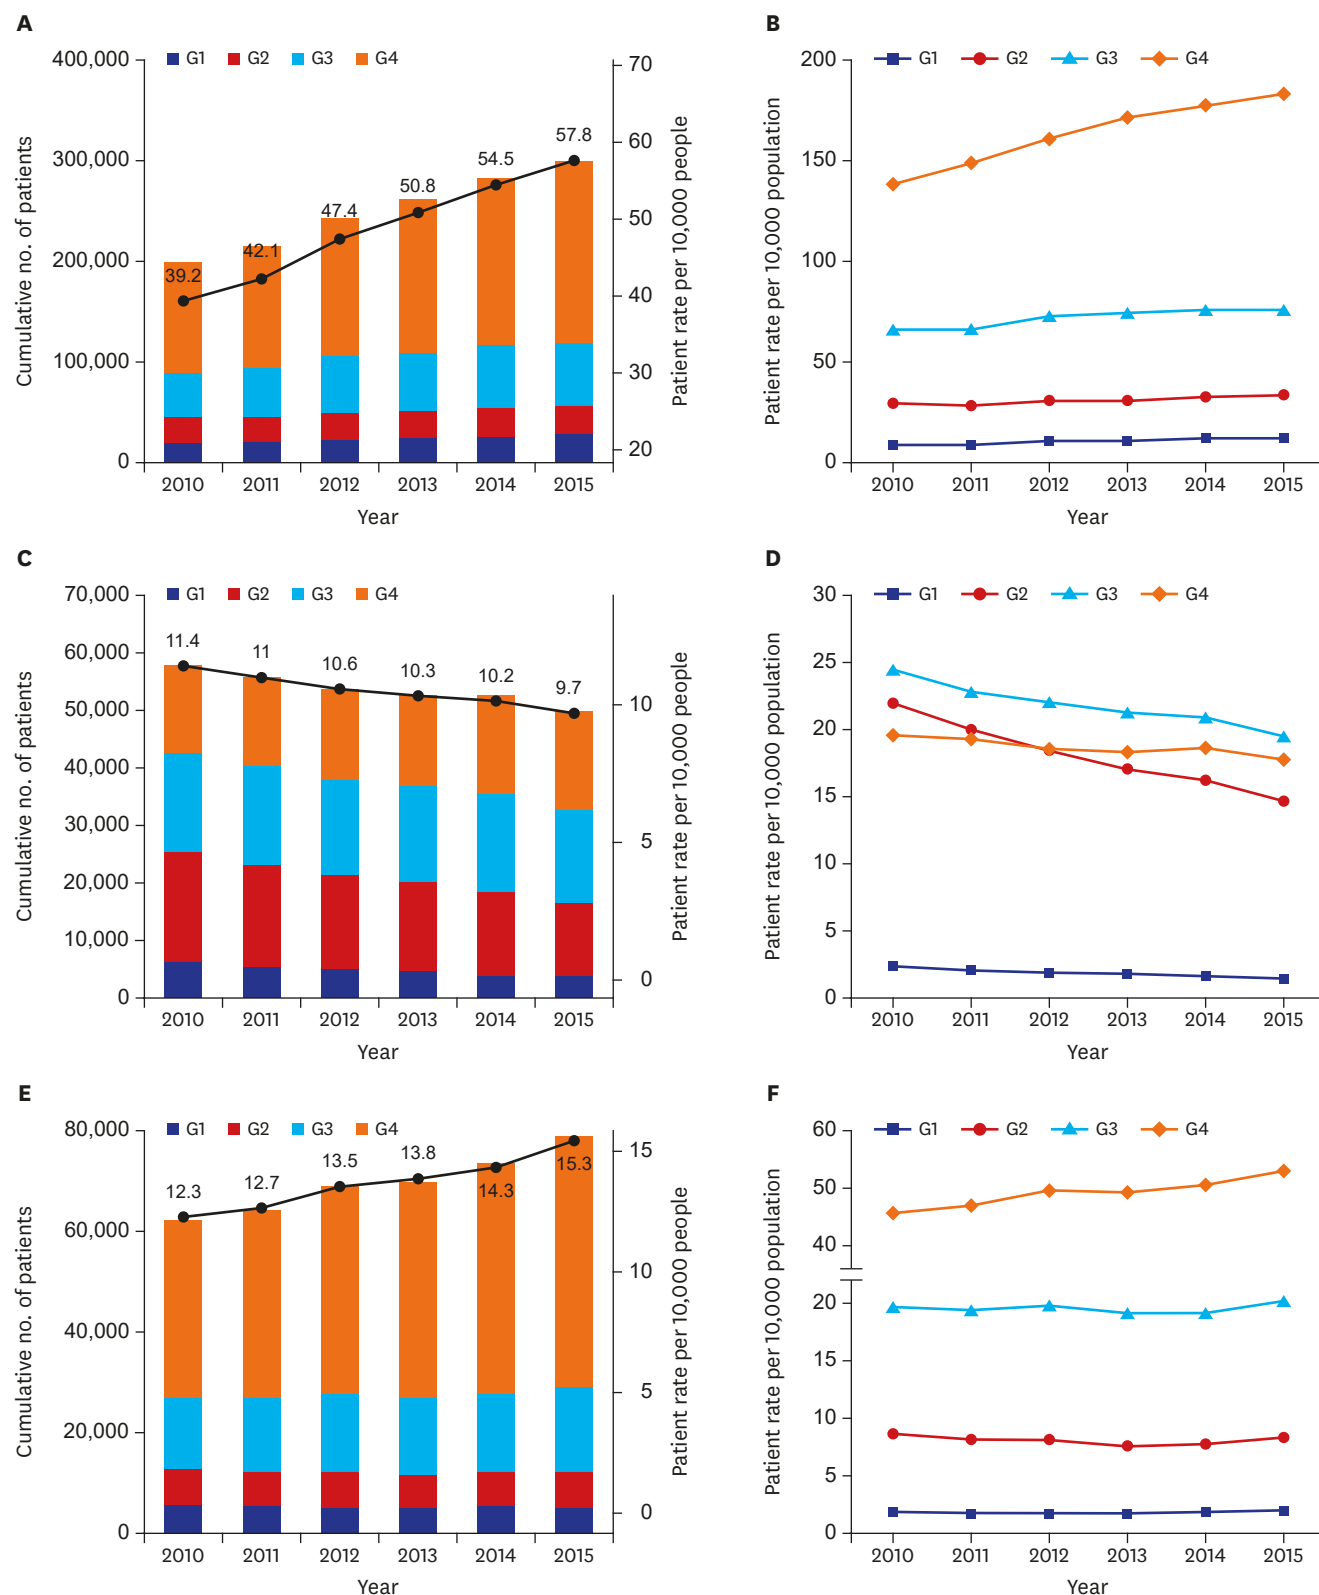 A
G1 G2 G3 G4
Cumulative no. of patients
400,000
300,000
200,000
100,000
0
39.2
42.1
47.4
50.8
54.5
57.8
70
60
50
40
30
20
Patient rate per 10,000 people
2010 2011 2012 2013 2014 2015
Year
B
G1 G2 G3 G4
Patient rate per 10,000 population
200
150
100
50
0
2010 2011 2012 2013 2014 2015
Year
C
G1 G2 G3 G4
Cumulative no. of patients
70,000
60,000
50,000
40,000
30,000
20,000
10,000
0
11.4
11
10.6
10.3
10.2
9.7
10
5
0
Patient rate per 10,000 people
2010 2011 2012 2013 2014 2015
Year
D
G1 G2 G3 G4
Patient rate per 10,000 population
30
25
20
15
10
5
0
2010 2011 2012 2013 2014 2015
Year
E
G1 G2 G3 G4
Cumulative no. of patients
80,000
60,000
40,000
20,000
0
12.3
12.7
13.5
13.8
14.3
15.3
15
10
5
0
Patient rate per 10,000 people
2010 2011 2012 2013 2014 2015
Year
F
G1 G2 G3 G4
Patient rate per 10,000 population
60
50
40
20
15
10
5
0
2010 2011 2012 2013 2014 2015
Year